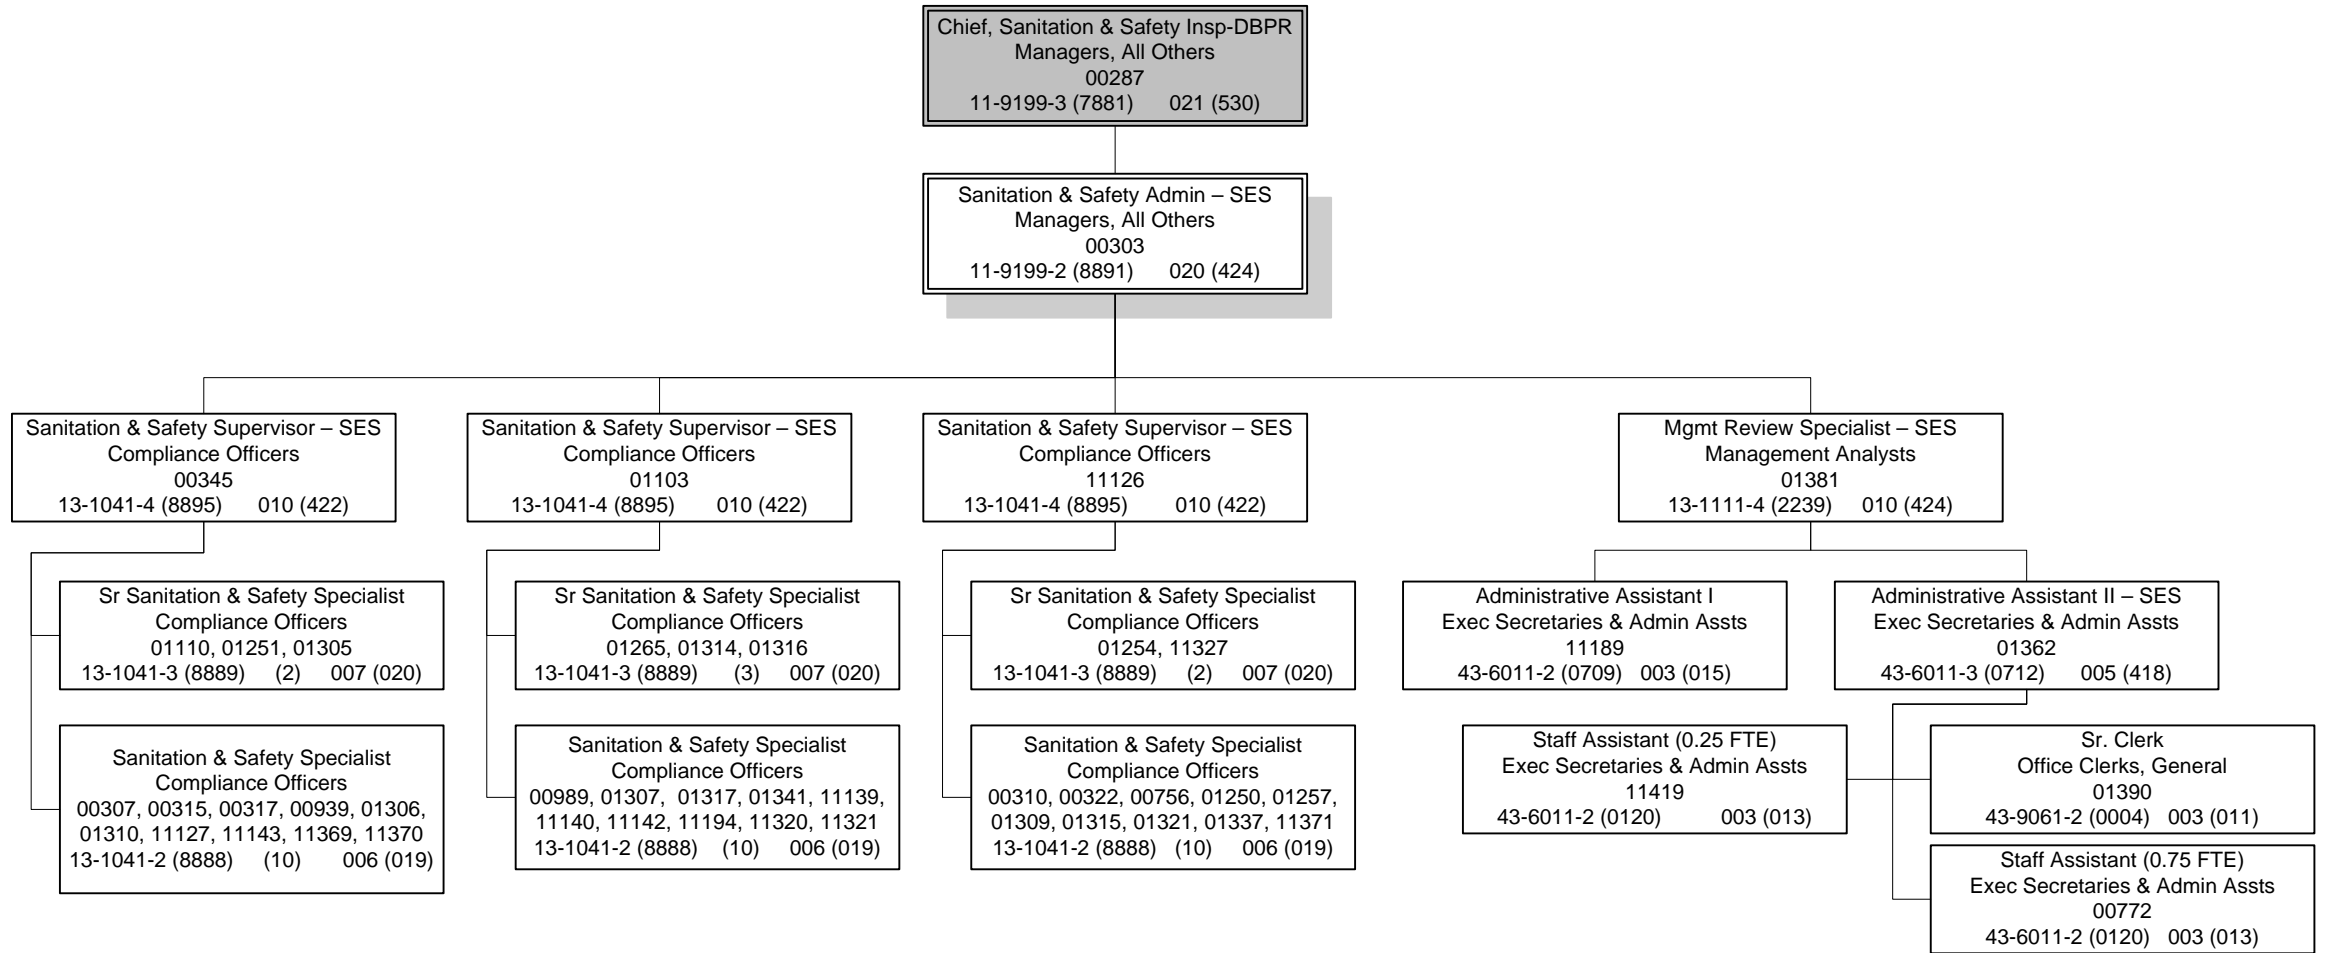 Chief, Sanitation & Safety Insp-DBPR
Managers, All Others
00287
11-9199-3 (7881) 021 (530)
Sanitation & Safety Admin – SES
Managers, All Others
00303
11-9199-2 (8891) 020 (424)
Sanitation & Safety Supervisor – SES
Compliance Officers
00345
13-1041-4 (8895) 010 (422)
Sanitation & Safety Supervisor – SES
Compliance Officers
01103
13-1041-4 (8895) 010 (422)
Sanitation & Safety Supervisor – SES
Compliance Officers
11126
13-1041-4 (8895) 010 (422)
Mgmt Review Specialist – SES
Management Analysts
01381
13-1111-4 (2239) 010 (424)
Sr Sanitation & Safety Specialist
Compliance Officers
01110, 01251, 01305
13-1041-3 (8889) (2) 007 (020)
Sr Sanitation & Safety Specialist
Compliance Officers
01265, 01314, 01316
13-1041-3 (8889) (3) 007 (020)
Sr Sanitation & Safety Specialist
Compliance Officers
01254, 11327
13-1041-3 (8889) (2) 007 (020)
Administrative Assistant I
Exec Secretaries & Admin Assts
11189
43-6011-2 (0709) 003 (015)
Administrative Assistant II – SES
Exec Secretaries & Admin Assts
01362
43-6011-3 (0712) 005 (418)
Sanitation & Safety Specialist
Compliance Officers
00307, 00315, 00317, 00939, 01306,
01310, 11127, 11143, 11369, 11370
13-1041-2 (8888) (10) 006 (019)
Sanitation & Safety Specialist
Compliance Officers
00989, 01307, 01317, 01341, 11139,
11140, 11142, 11194, 11320, 11321
13-1041-2 (8888) (10) 006 (019)
Sanitation & Safety Specialist
Compliance Officers
00310, 00322, 00756, 01250, 01257,
01309, 01315, 01321, 01337, 11371
13-1041-2 (8888) (10) 006 (019)
Staff Assistant (0.25 FTE)
Exec Secretaries & Admin Assts
11419
43-6011-2 (0120) 003 (013)
Sr. Clerk
Office Clerks, General
01390
43-9061-2 (0004) 003 (011)
Staff Assistant (0.75 FTE)
Exec Secretaries & Admin Assts
00772
43-6011-2 (0120) 003 (013)